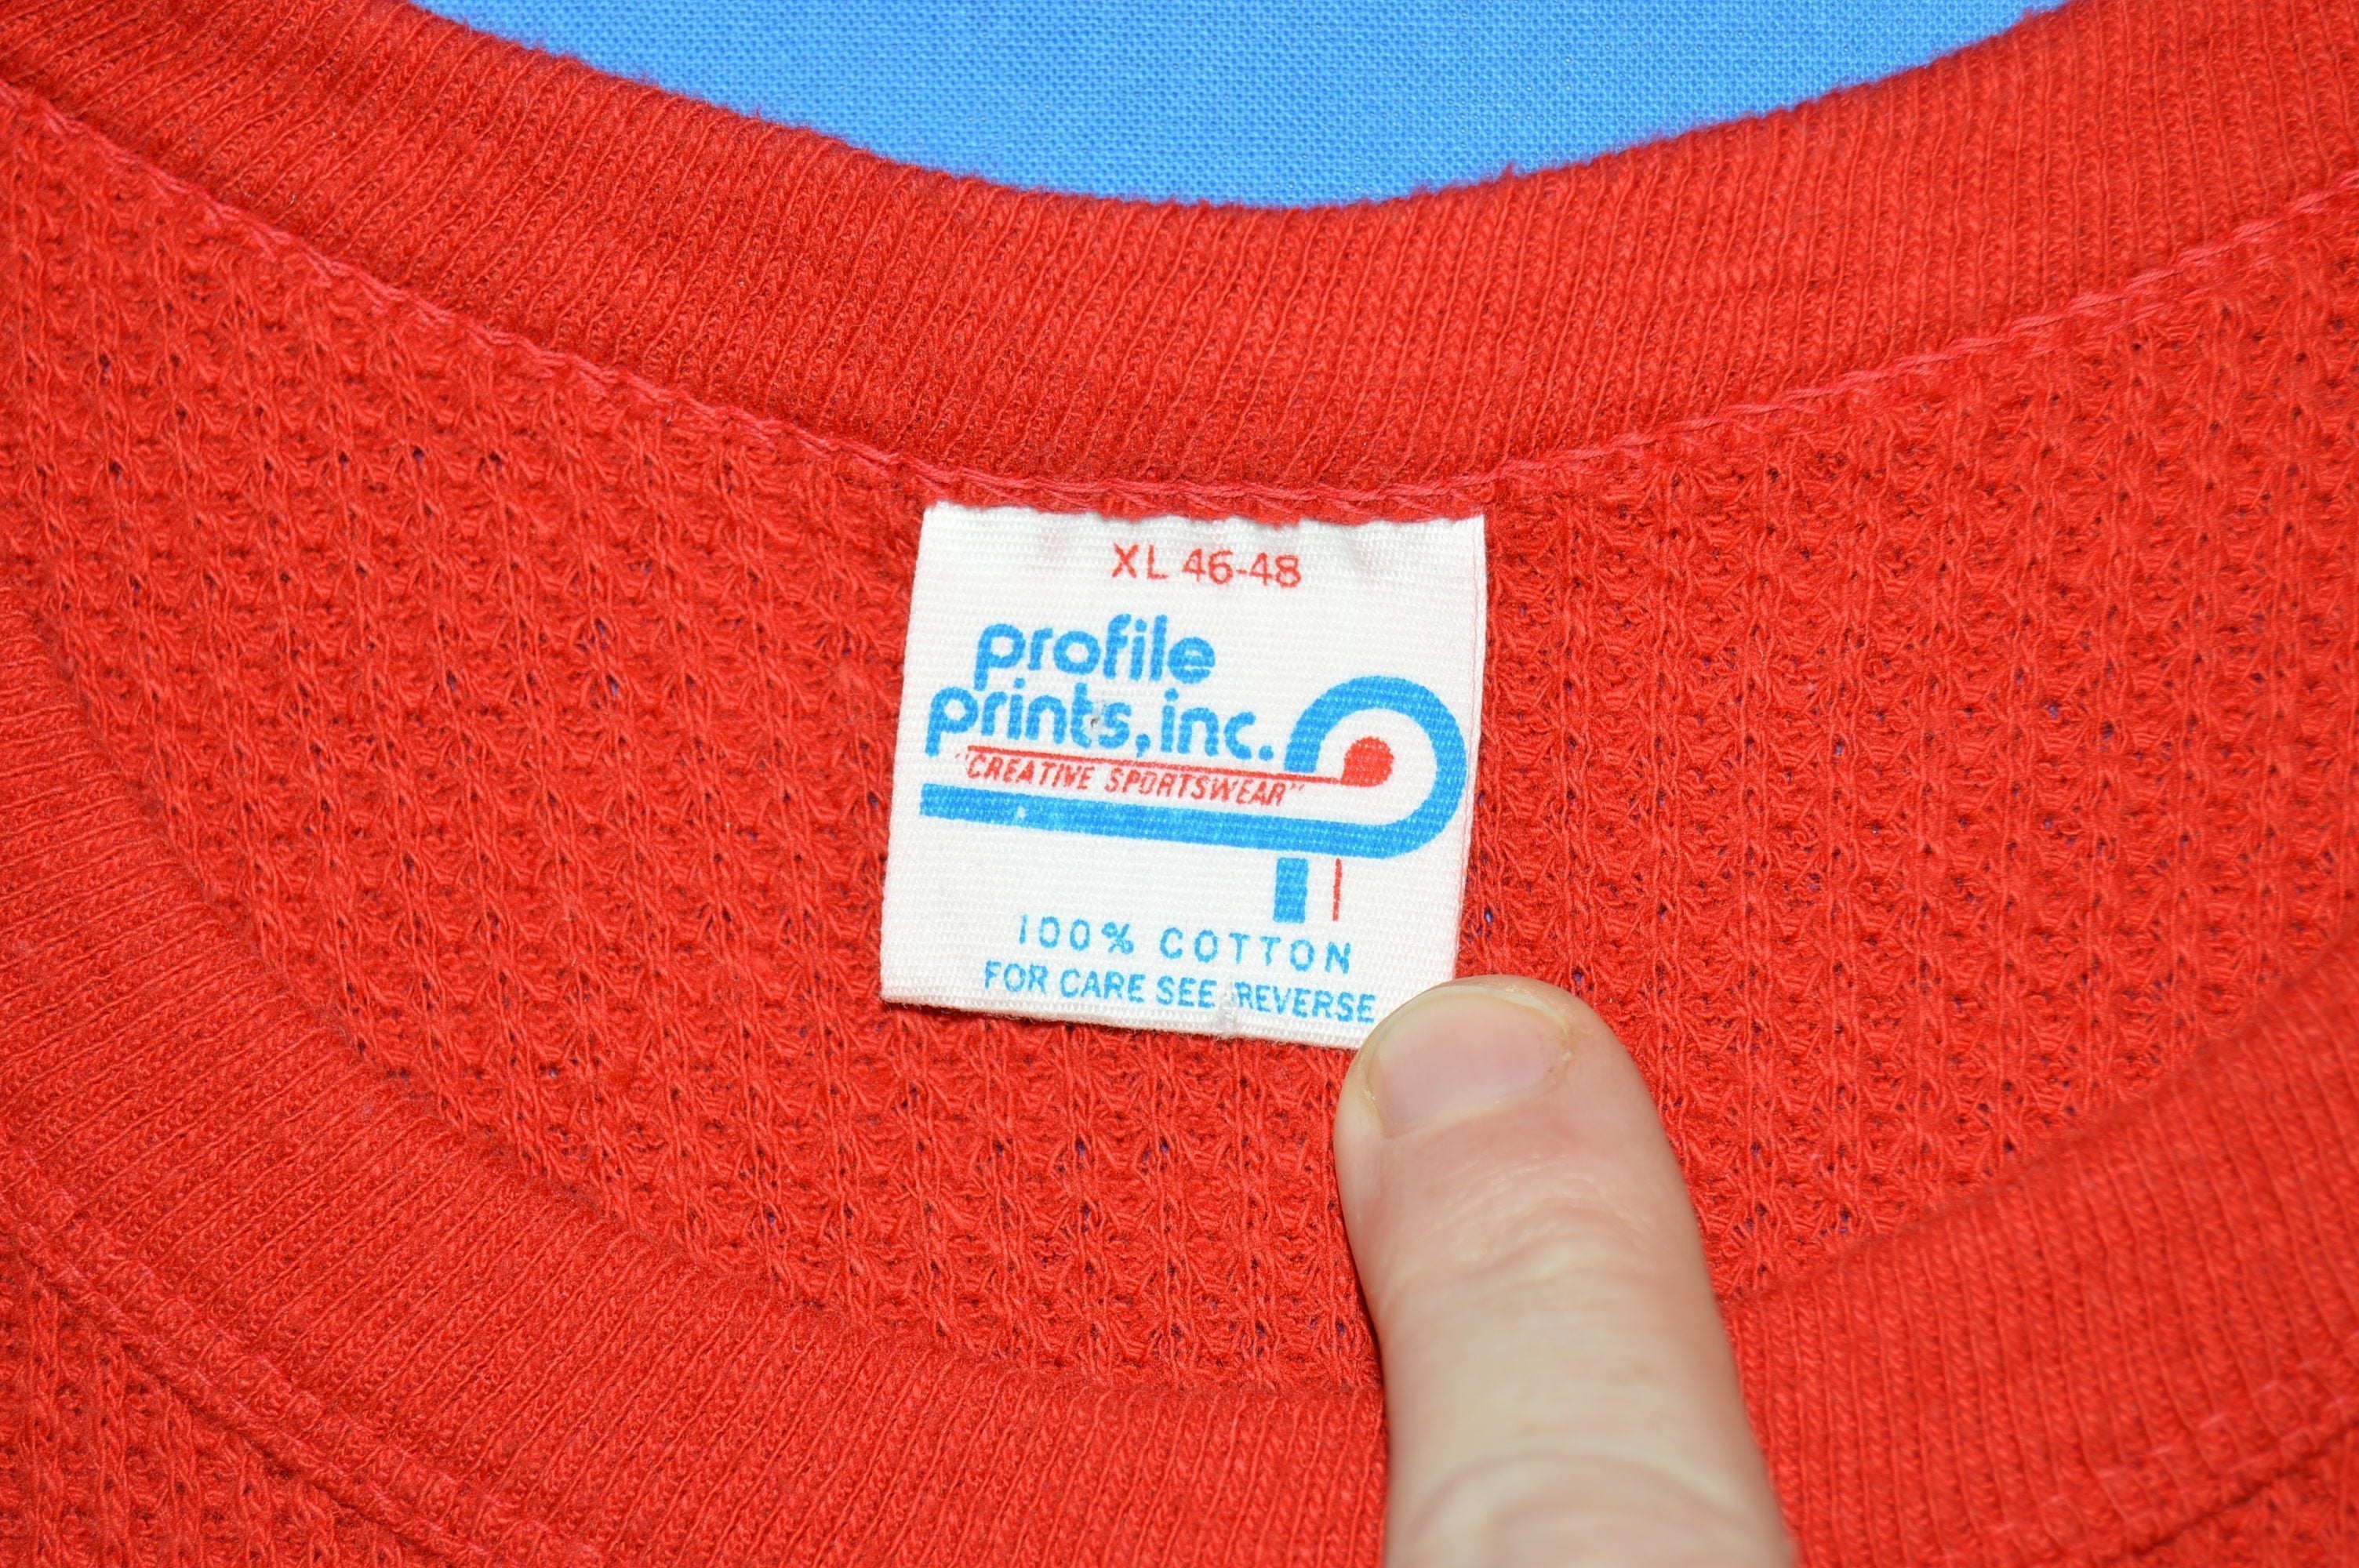 XL 46-48
profile
prints, inc.
"CREATIVE SPORTSWEAR"
100% COTTON
FOR CARE SEE REVERSE